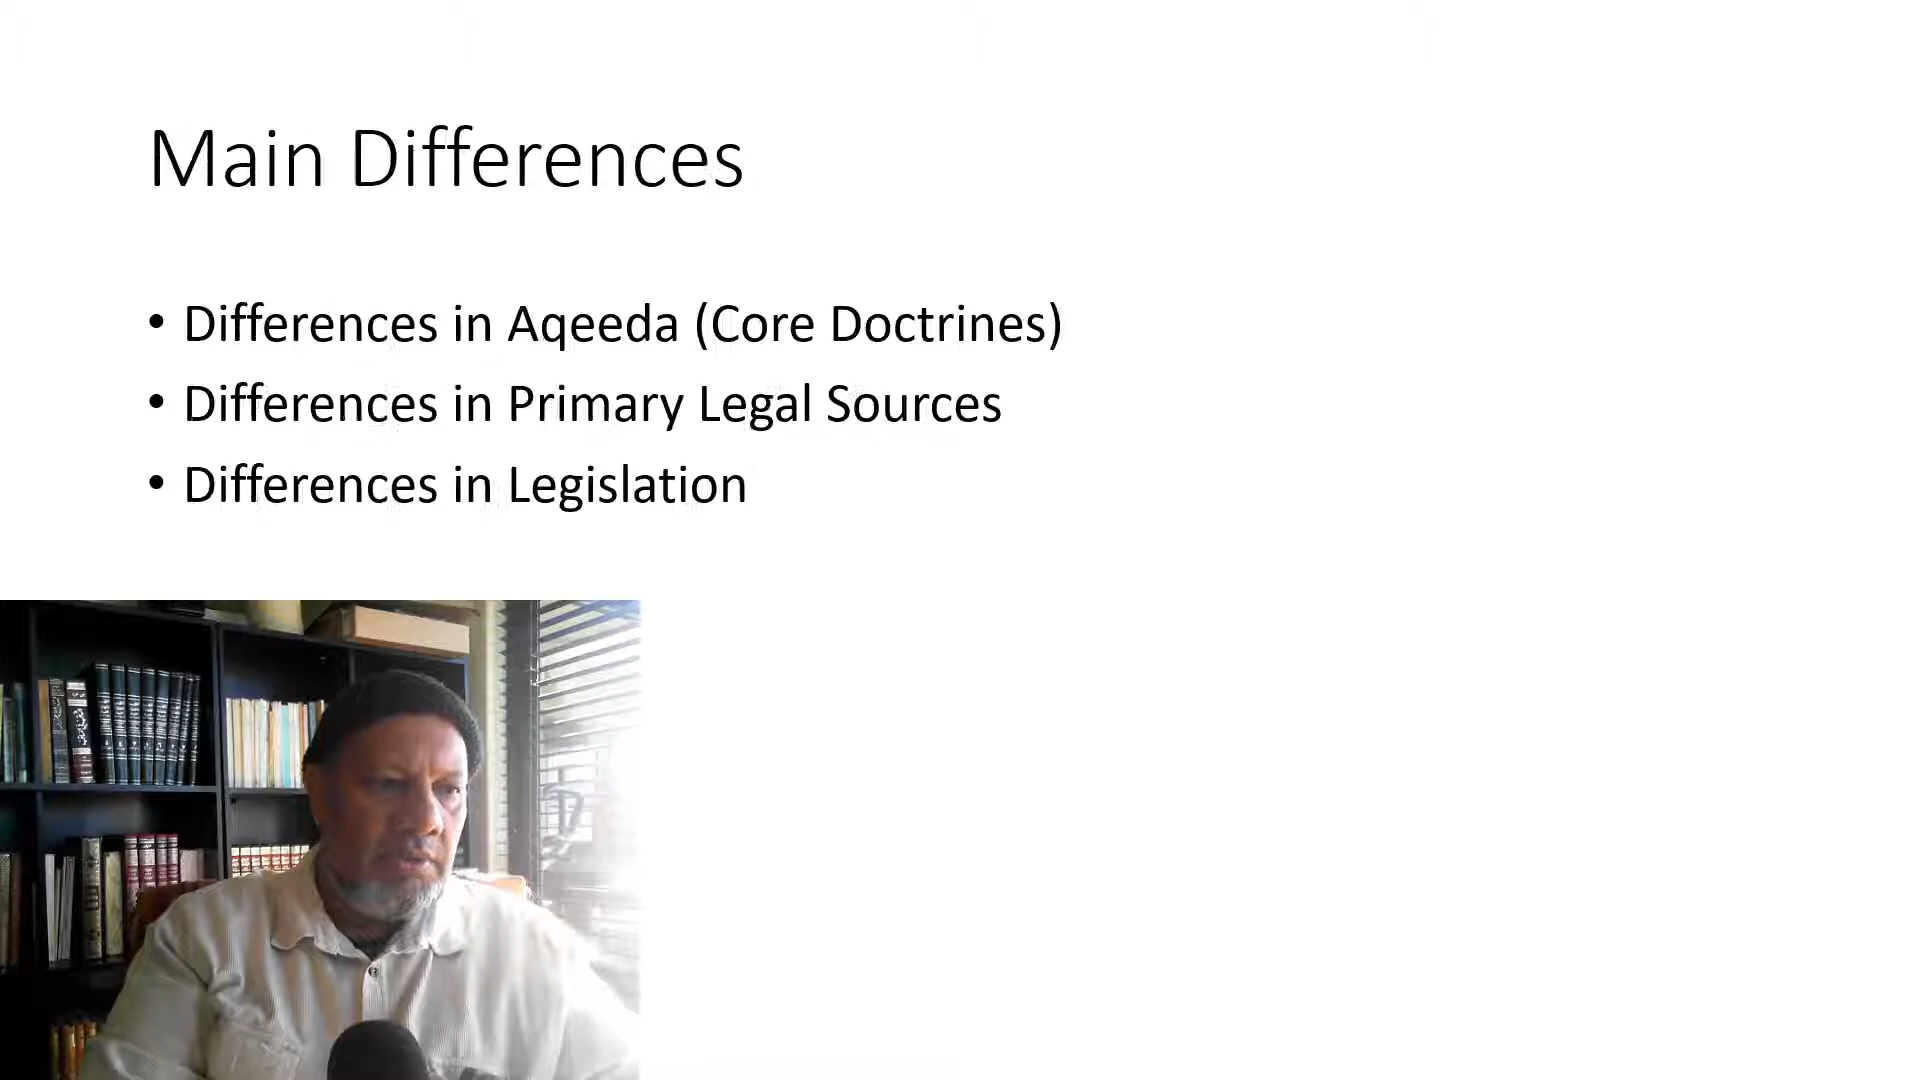 Main Differences
• Differences in Aqeeda (Core Doctrines)
• Differences in Primary Legal Sources
• Differences in Legislation